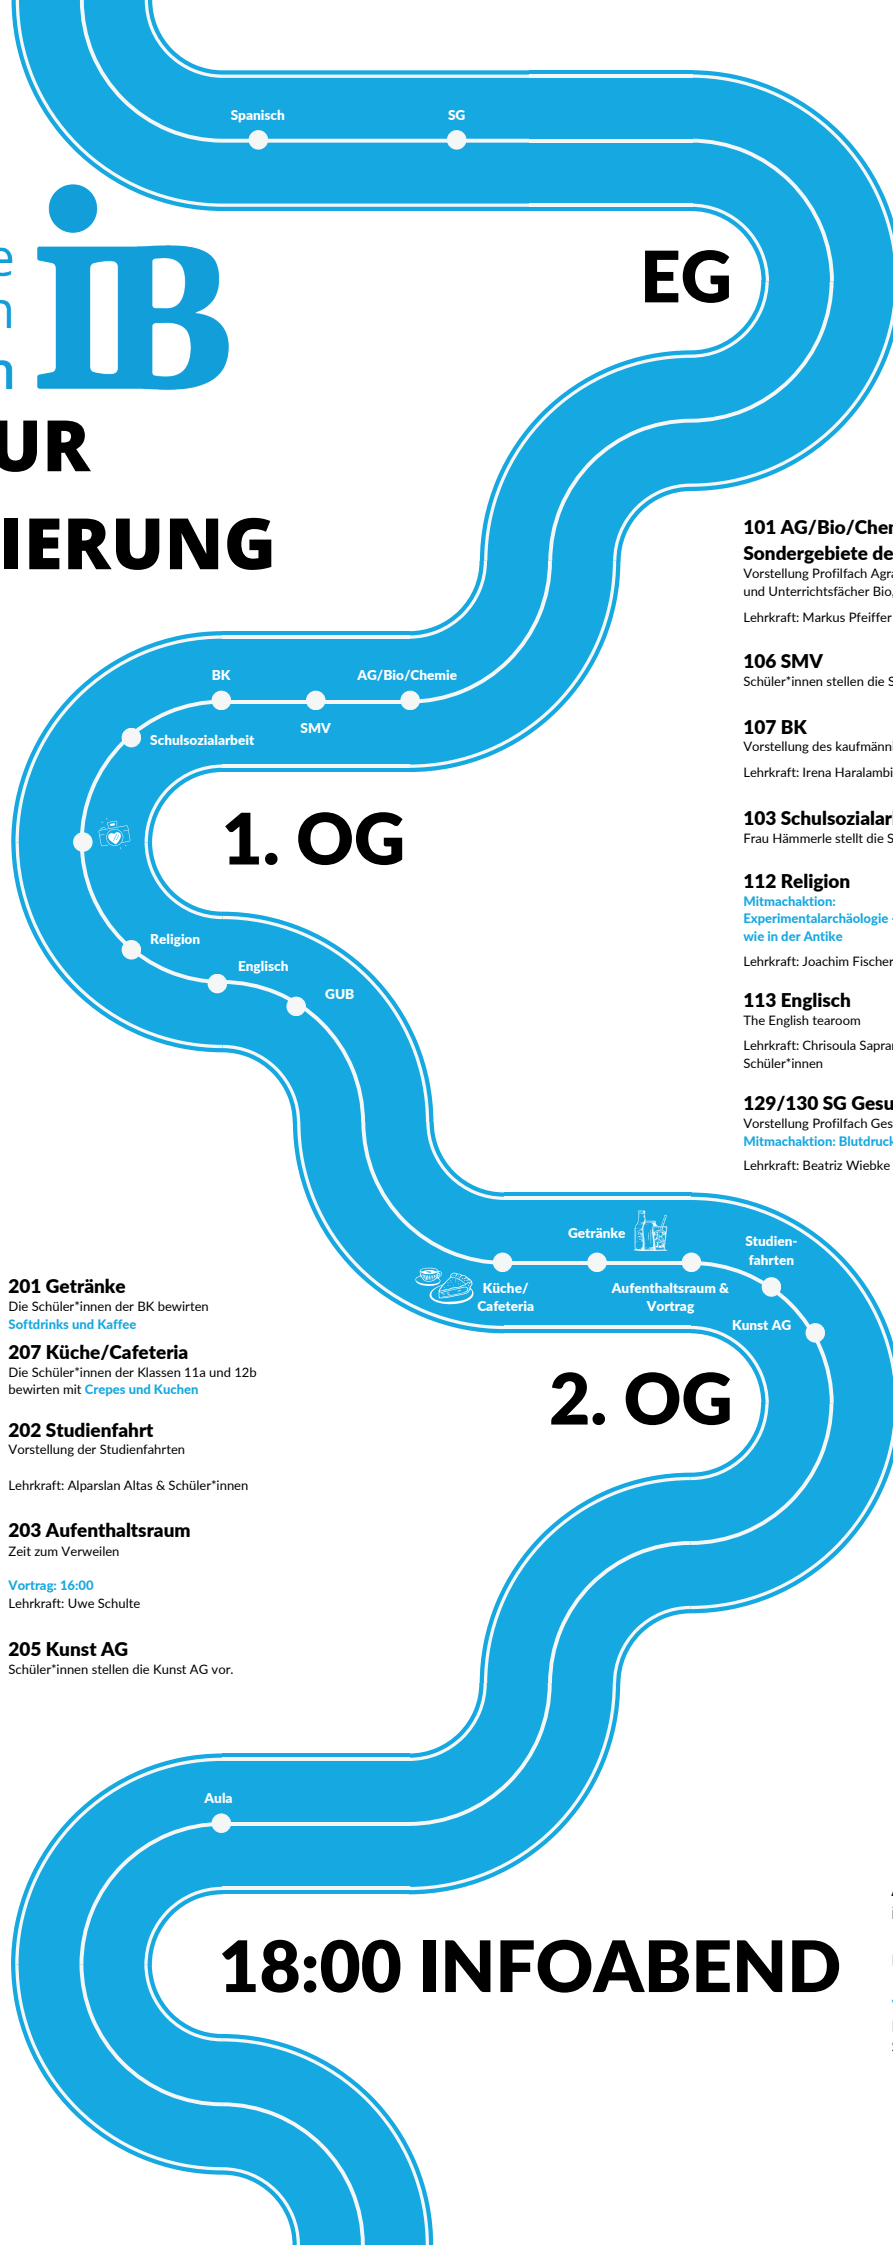 Spanisch
SG
e
n
n
iB
EG
UR
IERUNG
101 AG/Bio/Cher
Sondergebiete de
Vorstellung Profilfach Agra
und Unterrichtsfächer Bio,
Lehrkraft: Markus Pfeiffer
106 SMV
Schüler*innen stellen die S
107 BK
Vorstellung des kaufmänn
Lehrkraft: Irena Haralambi
103 Schulsozialar
Frau Hämmerle stellt die S
112 Religion
Mitmachaktion:
Experimentalarchäologie -
wie in der Antike
Lehrkraft: Joachim Fischer
113 Englisch
The English tearoom
Lehrkraft: Chrisoula Sapra
Schüler*innen
129/130 SG Gesu
Vorstellung Profilfach Ges
Mitmachaktion: Blutdruck
Lehrkraft: Beatriz Wiebke
BK
AG/Bio/Chemie
SMV
Schulsozialarbeit
1. OG
Religion
Englisch
GUB
Getränke
Studien-
fahrten
Küche/
Cafeteria
Aufenthaltsraum &
Vortrag
Kunst AG
2. OG
201 Getränke
Die Schüler*innen der BK bewirten
Softdrinks und Kaffee
207 Küche/Cafeteria
Die Schüler*innen der Klassen 11a und 12b
bewirten mit Crepes und Kuchen
202 Studienfahrt
Vorstellung der Studienfahrten
Lehrkraft: Alparslan Altas & Schüler*innen
203 Aufenthaltsraum
Zeit zum Verweilen
Vortrag: 16:00
Lehrkraft: Uwe Schulte
205 Kunst AG
Schüler*innen stellen die Kunst AG vor.
Aula
18:00 INFOABEND